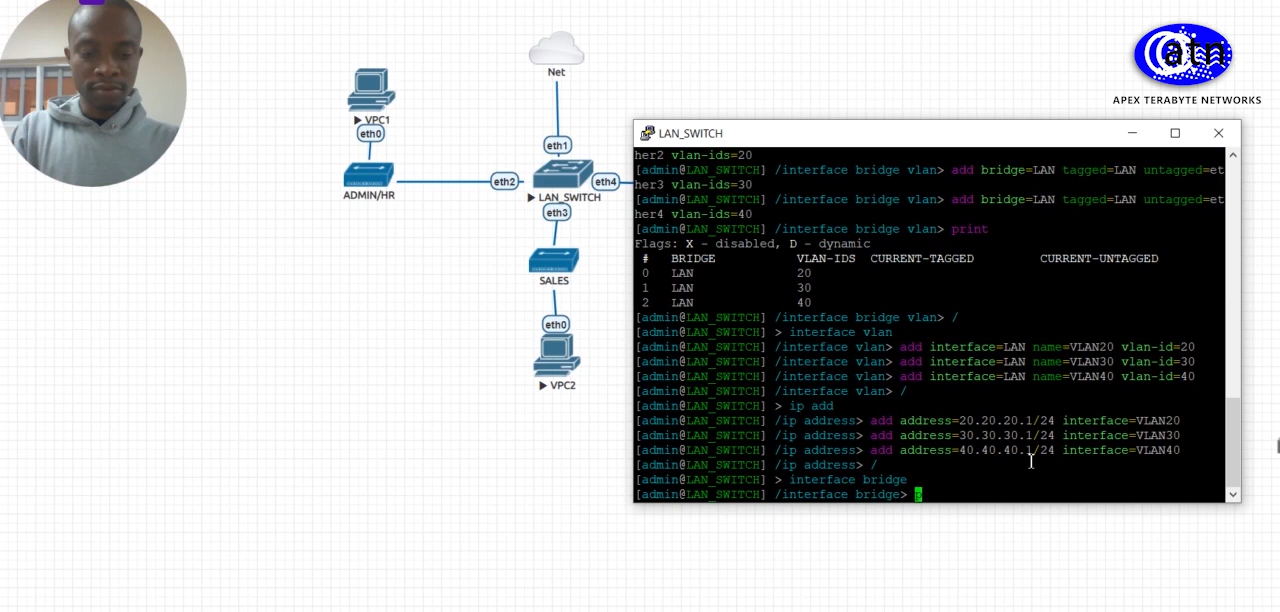 Net
VPC1
eth0
eth1
ADMIN/HR
eth2
eth4
LAN_SWITCH
eth3
SALES
eth0
VPC2
atn
APEX TERABYTE NETWORKS
LAN_SWITCH
her2 vlan-ids=20
[admin@LAN_SWITCH] /interface bridge vlan> add bridge=LAN tagged=LAN untagged=et
her3 vlan-ids=30
[admin@LAN_SWITCH] /interface bridge vlan> add bridge=LAN tagged=LAN untagged=et
her4 vlan-ids=40
[admin@LAN_SWITCH] /interface bridge vlan> print
Flags: X - disabled, D - dynamic
# BRIDGE VLAN-IDS CURRENT-TAGGED CURRENT-UNTAGGED
0 LAN 20
1 LAN 30
2 LAN 40
[admin@LAN_SWITCH] /interface bridge vlan> /
[admin@LAN_SWITCH] > interface vlan
[admin@LAN_SWITCH] /interface vlan> add interface=LAN name=VLAN20 vlan-id=20
[admin@LAN_SWITCH] /interface vlan> add interface=LAN name=VLAN30 vlan-id=30
[admin@LAN_SWITCH] /interface vlan> add interface=LAN name=VLAN40 vlan-id=40
[admin@LAN_SWITCH] /interface vlan> /
[admin@LAN_SWITCH] > ip add
[admin@LAN_SWITCH] /ip address> add address=20.20.20.1/24 interface=VLAN20
[admin@LAN_SWITCH] /ip address> add address=30.30.30.1/24 interface=VLAN30
[admin@LAN_SWITCH] /ip address> add address=40.40.40.1/24 interface=VLAN40
[admin@LAN_SWITCH] /ip address> /
[admin@LAN_SWITCH] > interface bridge
[admin@LAN_SWITCH] /interface bridge> p